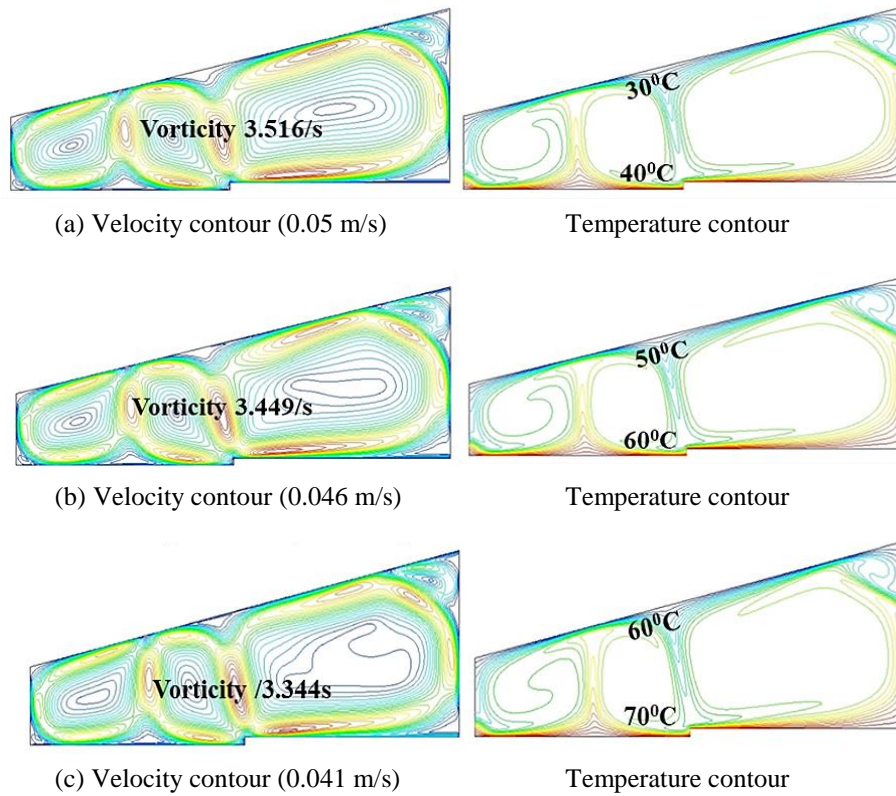 Vorticity 3.516/s
30⁰C
40⁰C
(a) Velocity contour (0.05 m/s) Temperature contour
Vorticity 3.449/s
50⁰C
60⁰C
(b) Velocity contour (0.046 m/s) Temperature contour
Vorticity /3.344s
60⁰C
70⁰C
(c) Velocity contour (0.041 m/s) Temperature contour